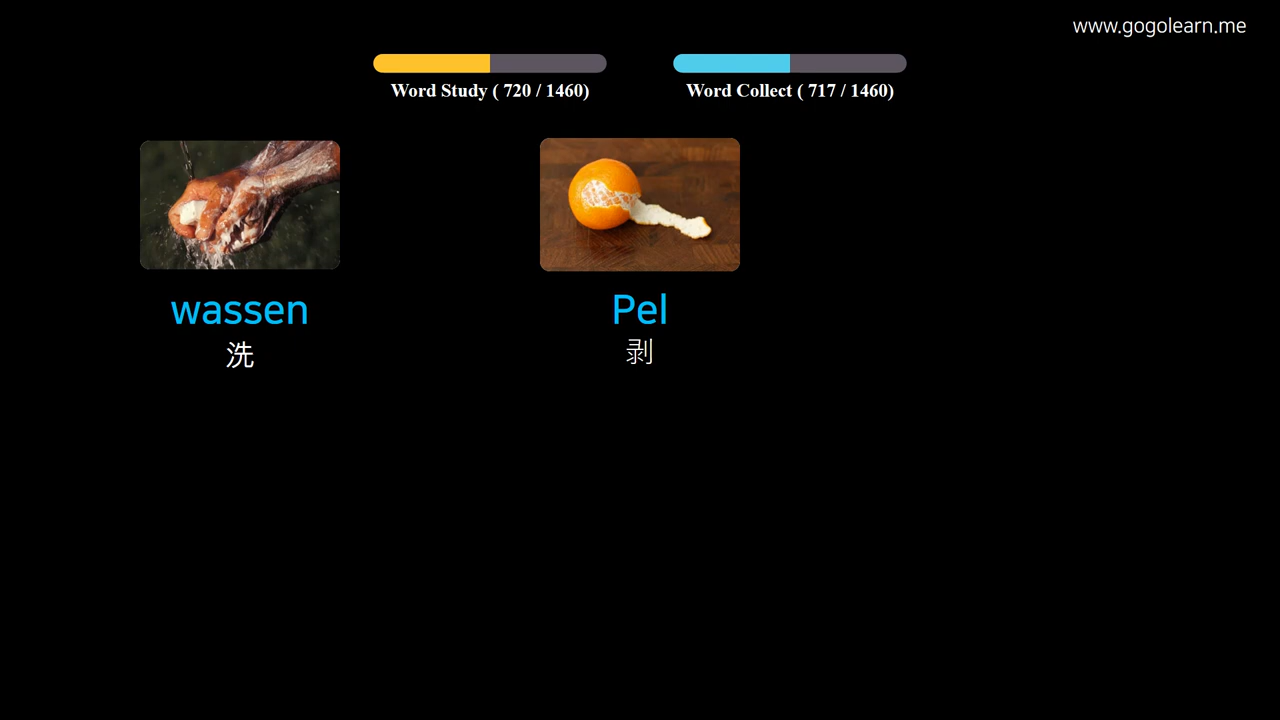 www.gogolearn.me
Word Study ( 720 / 1460)
Word Collect ( 717 / 1460)
wassen
洗
Pel
剥